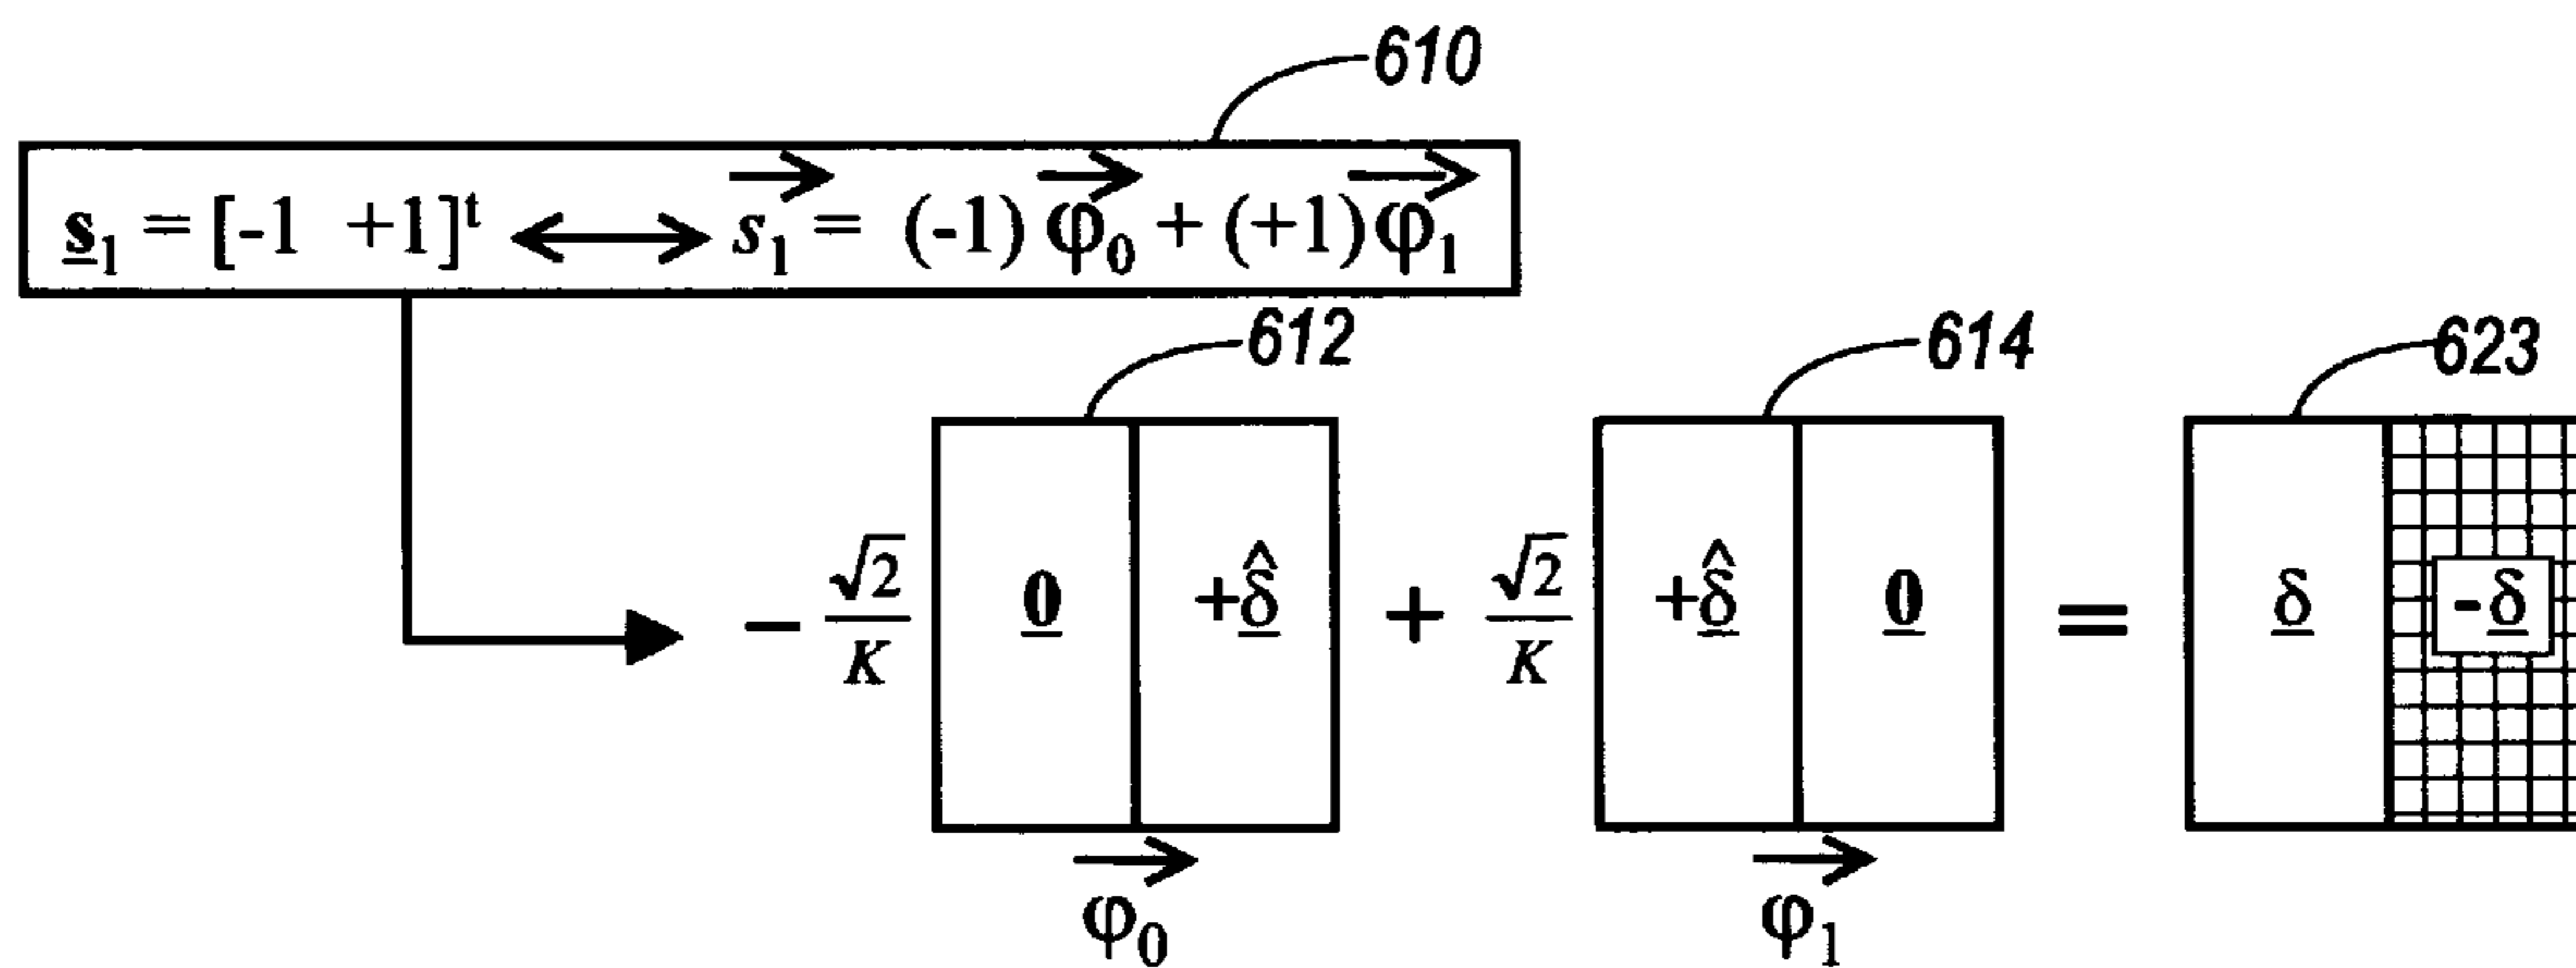 610
s₁ = [-1 +1]ᵗ ⟷ s₁ = (-1) φ₀ + (+1) φ₁
612
614
623
− √2/K 0 +δ̂ + √2/K +δ̂ 0 = δ -δ
φ₀
φ₁